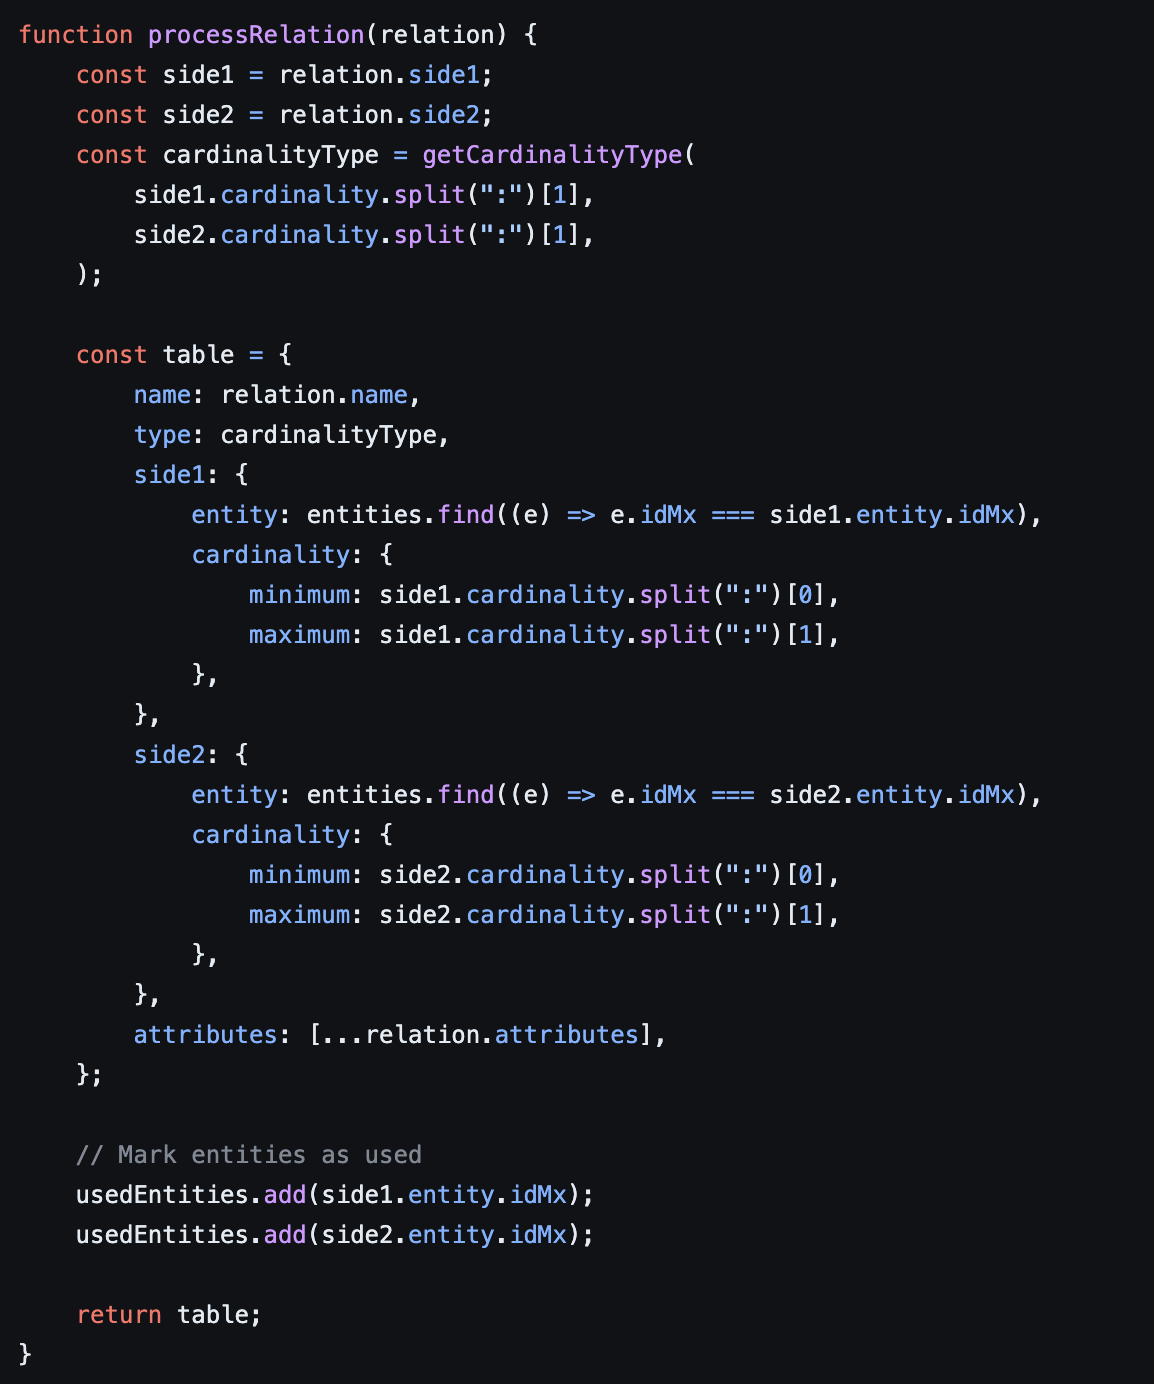 function processRelation(relation) {
    const side1 = relation.side1;
    const side2 = relation.side2;
    const cardinalityType = getCardinalityType(
        side1.cardinality.split(":")[1],
        side2.cardinality.split(":")[1],
    );

    const table = {
        name: relation.name,
        type: cardinalityType,
        side1: {
            entity: entities.find((e) => e.idMx === side1.entity.idMx),
            cardinality: {
                minimum: side1.cardinality.split(":")[0],
                maximum: side1.cardinality.split(":")[1],
            },
        },
        side2: {
            entity: entities.find((e) => e.idMx === side2.entity.idMx),
            cardinality: {
                minimum: side2.cardinality.split(":")[0],
                maximum: side2.cardinality.split(":")[1],
            },
        },
        attributes: [...relation.attributes],
    };

    // Mark entities as used
    usedEntities.add(side1.entity.idMx);
    usedEntities.add(side2.entity.idMx);

    return table;
}